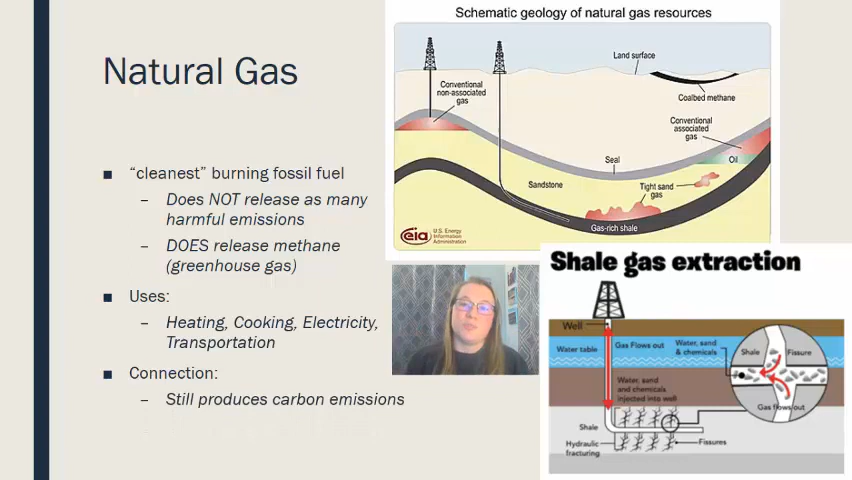 Natural Gas
■ “cleanest” burning fossil fuel
– Does NOT release as many
harmful emissions
– DOES release methane
(greenhouse gas)
■ Uses:
– Heating, Cooking, Electricity,
Transportation
■ Connection:
– Still produces carbon emissions
Schematic geology of natural gas resources
Land surface
Conventional
non-associated
gas
Coalbed methane
Conventional
associated
gas
Seal
Oil
Sandstone
Tight sand
gas
Gas-rich shale
eia
U.S. Energy
Information
Administration
Shale gas extraction
Well
Water table
Gas Flows out
Water, sand
& chemicals
Shale
Fissure
Water, sand
and chemicals
injected into well
Gas flows out
Shale
Hydraulic
fracturing
Fissures